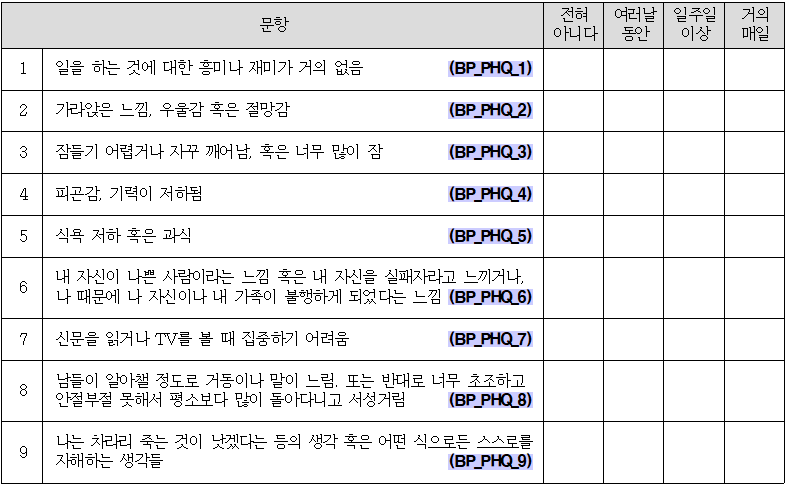 문항
전혀
아니다
여러날
동안
일주일
이상
거의
매일
1 일을 하는 것에 대한 흥미나 재미가 거의 없음 (BP_PHQ_1)
2 가라앉은 느낌, 우울감 혹은 절망감 (BP_PHQ_2)
3 잠들기 어렵거나 자꾸 깨어남, 혹은 너무 많이 잠 (BP_PHQ_3)
4 피곤감, 기력이 저하됨 (BP_PHQ_4)
5 식욕 저하 혹은 과식 (BP_PHQ_5)
6 내 자신이 나쁜 사람이라는 느낌 혹은 내 자신을 실패자라고 느끼거나,
나 때문에 나 자신이나 내 가족이 불행하게 되었다는 느낌 (BP_PHQ_6)
7 신문을 읽거나 TV를 볼 때 집중하기 어려움 (BP_PHQ_7)
8 남들이 알아챌 정도로 거동이나 말이 느림. 또는 반대로 너무 초조하고
안절부절 못해서 평소보다 많이 돌아다니고 서성거림 (BP_PHQ_8)
9 나는 차라리 죽는 것이 낫겠다는 등의 생각 혹은 어떤 식으로든 스스로를
자해하는 생각들 (BP_PHQ_9)